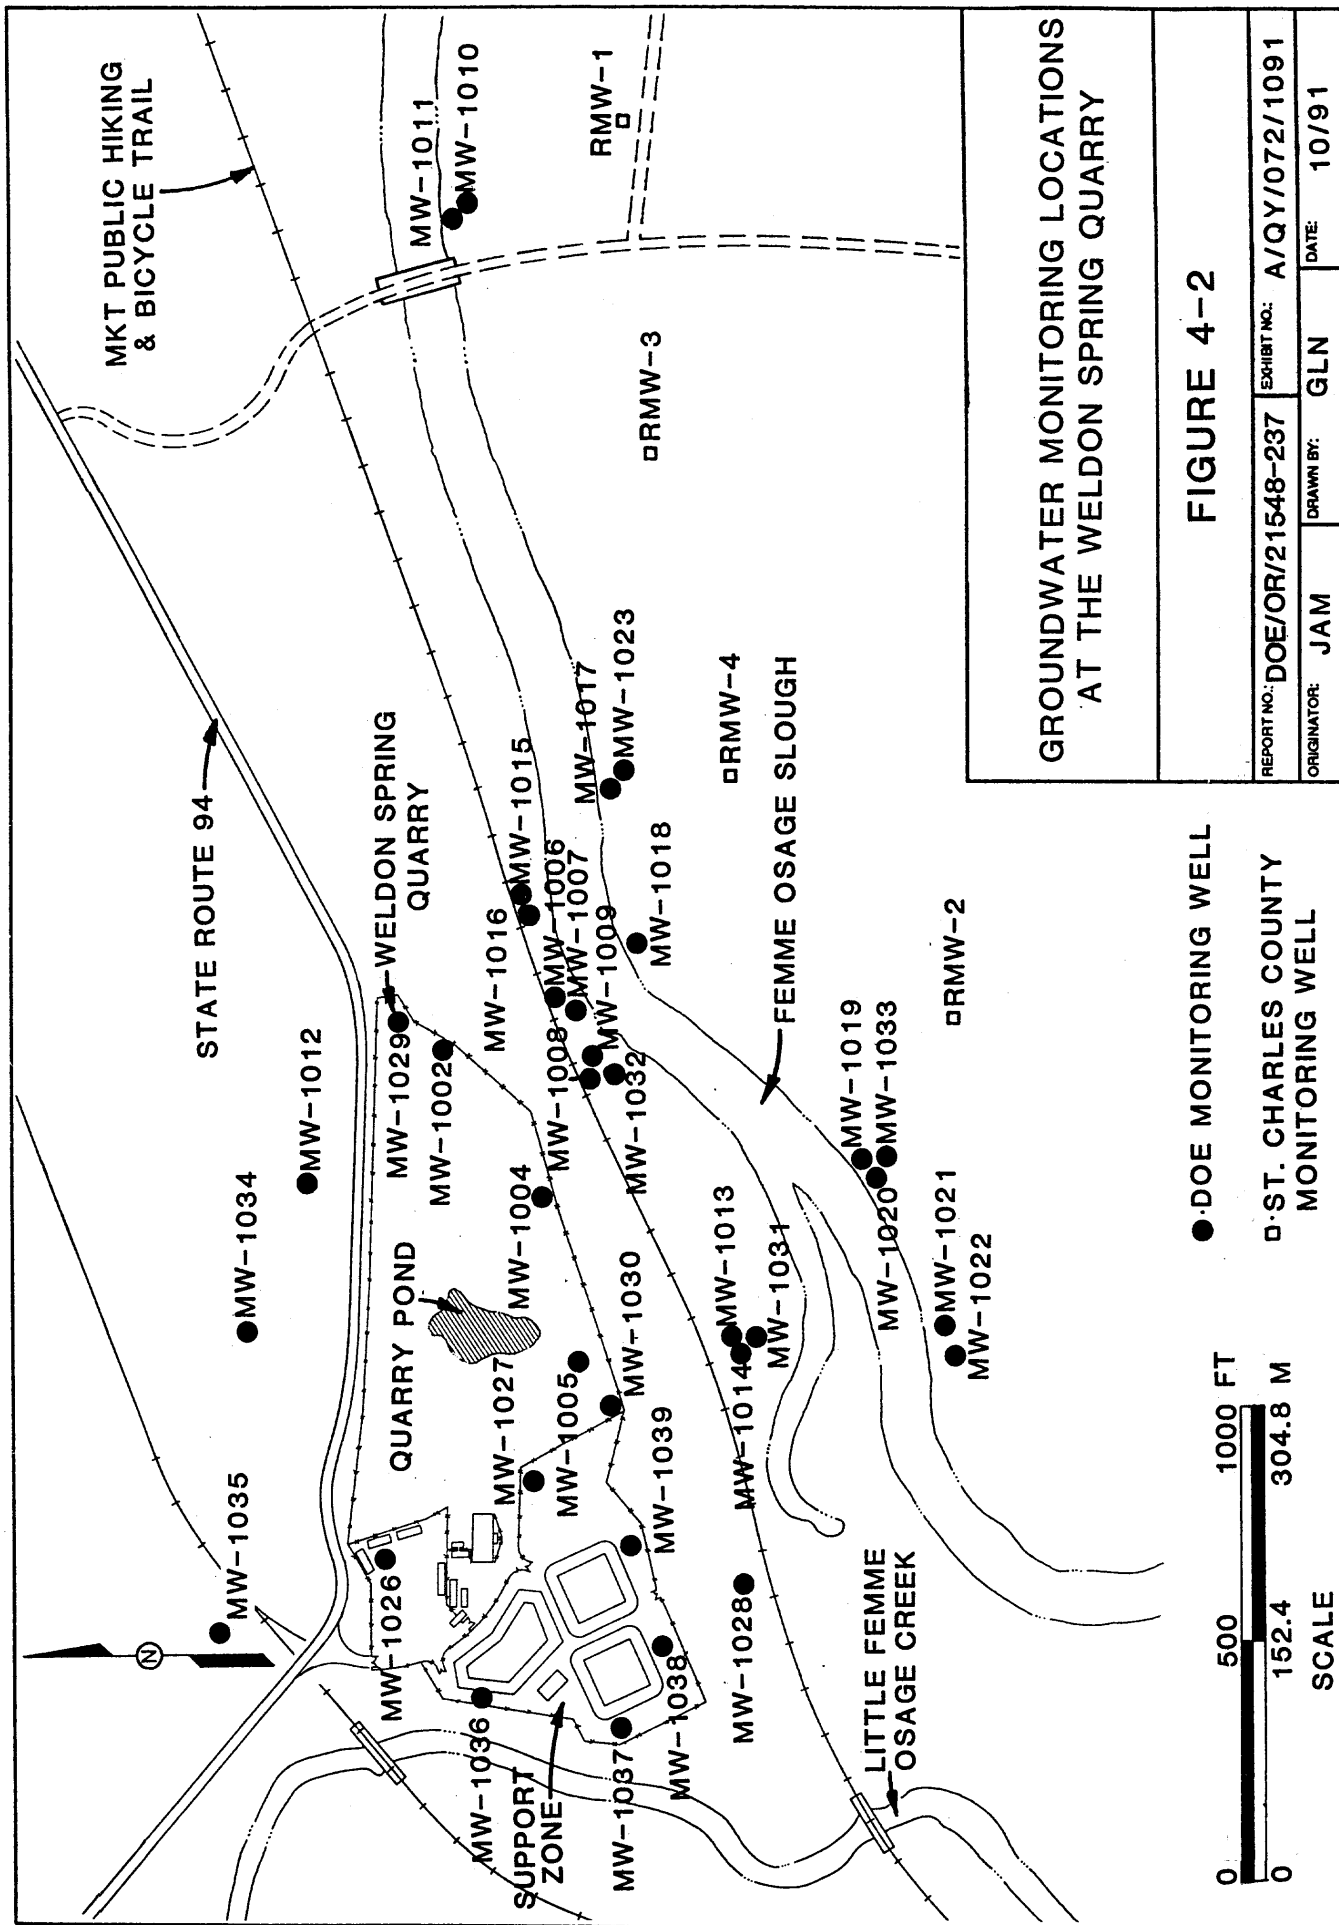 MKT PUBLIC HIKING
& BICYCLE TRAIL
STATE ROUTE 94
MW-1011
MW-1010
RMW-1
RMW-3
MW-1035
MW-1034
MW-1012
WELDON SPRING
QUARRY
MW-1029
MW-1002
QUARRY POND
MW-1004
MW-1027
MW-1005
MW-1030
MW-1026
MW-1036
SUPPORT
ZONE
MW-1037
MW-1038
MW-1039
MW-1028
MW-1014
MW-1013
MW-1031
MW-1016
MW-1015
MW-1006
MW-1007
MW-1008
MW-1009
MW-1032
MW-1017
MW-1023
MW-1018
RMW-4
FEMME OSAGE SLOUGH
MW-1019
MW-1033
MW-1020
MW-1021
MW-1022
RMW-2
LITTLE FEMME
OSAGE CREEK
N
0 500 1000 FT
0 152.4 304.8 M
SCALE
DOE MONITORING WELL
ST. CHARLES COUNTY
MONITORING WELL
GROUNDWATER MONITORING LOCATIONS
AT THE WELDON SPRING QUARRY
FIGURE 4-2
REPORT NO.: DOE/OR/21548-237 EXHIBIT NO.: A/QY/072/1091
ORIGINATOR: JAM DRAWN BY: GLN DATE: 10/91